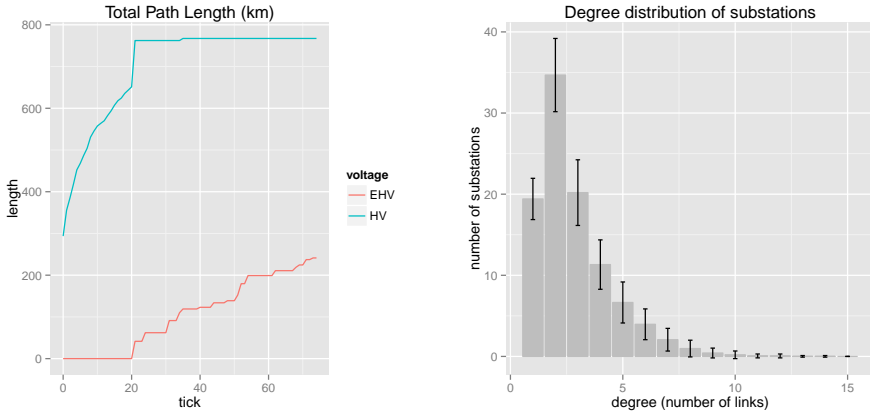 Total Path Length (km)
800
600
400
200
0
length
0
20
40
60
tick
voltage
EHV
HV
Degree distribution of substations
40
30
20
10
0
number of substations
0
5
10
15
degree (number of links)